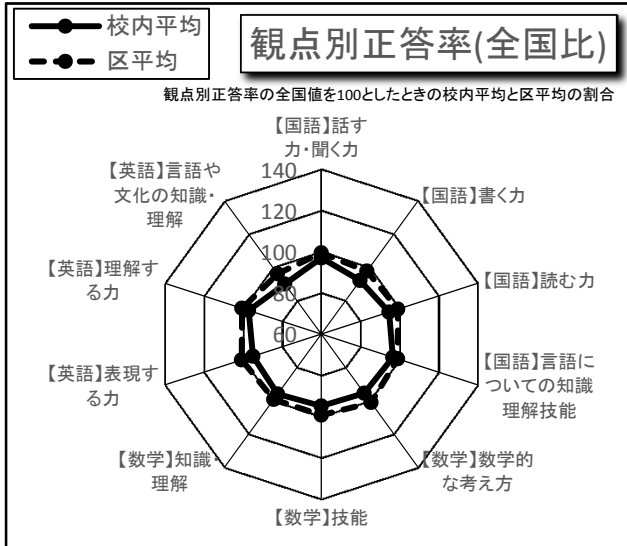 校内平均
区平均
観点別正答率(全国比)
観点別正答率の全国値を100としたときの校内平均と区平均の割合
【国語】話す
力・聞く力
【国語】書く力
【国語】読む力
【国語】言語に
ついての知識
理解技能
【数学】数学的
な考え方
【数学】技能
【数学】知識・
理解
【英語】表現す
る力
【英語】理解す
る力
【英語】言語や
文化の知識・
理解
140
120
100
80
60